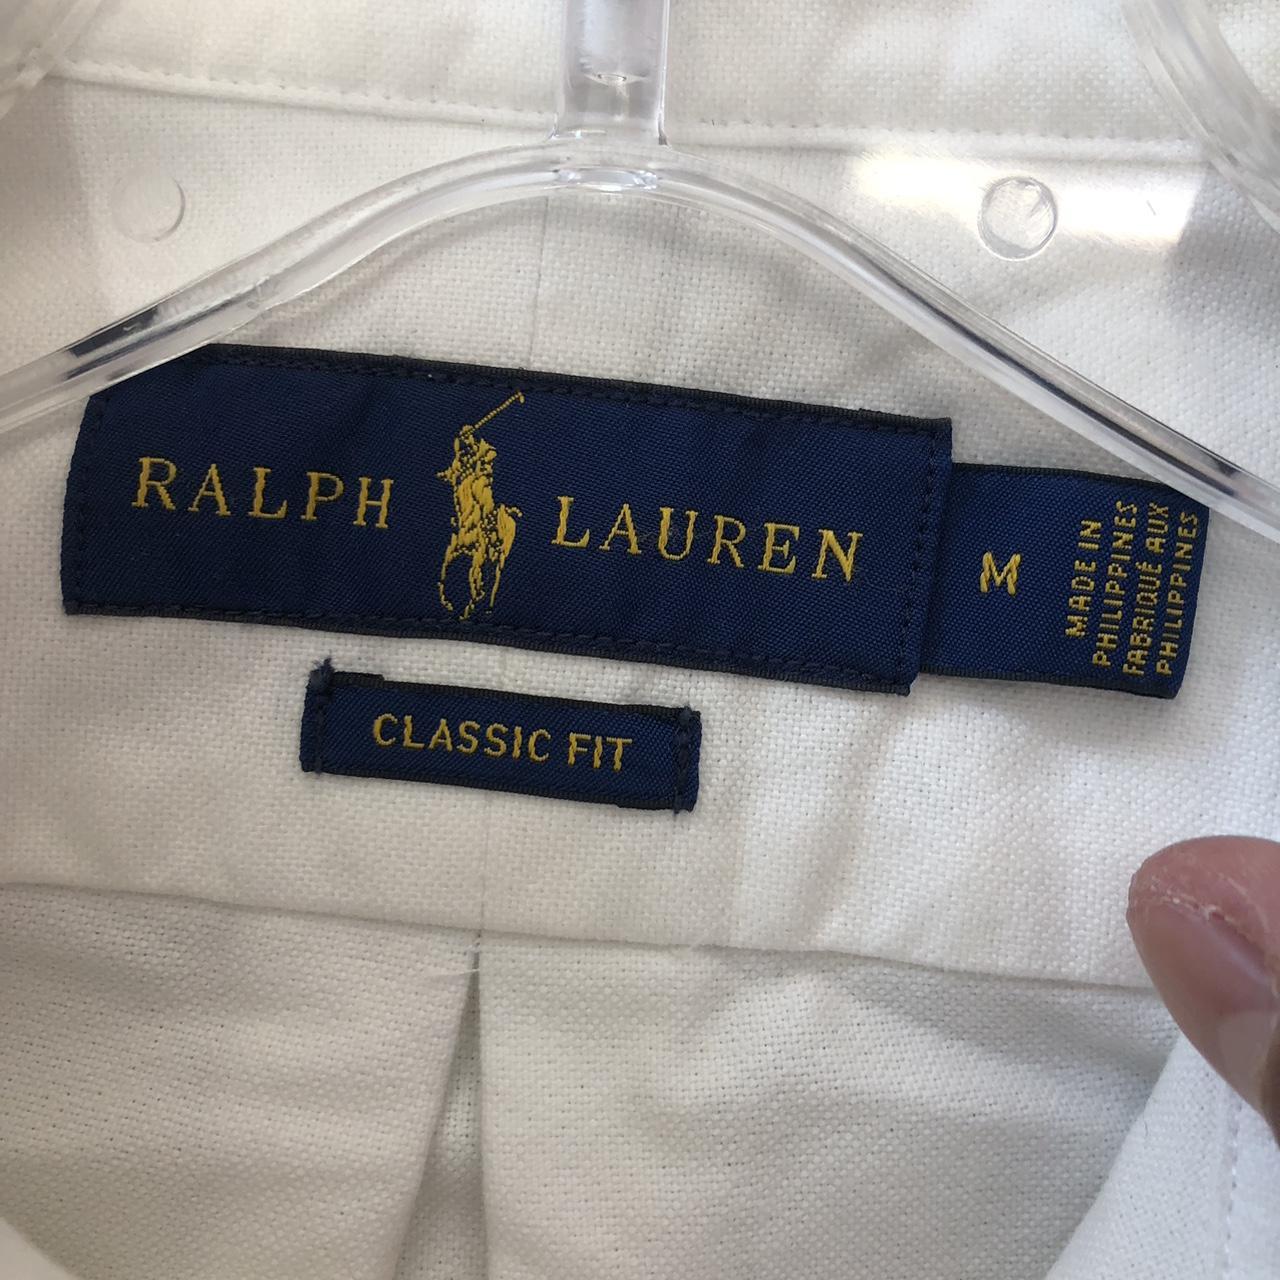 RALPH LAUREN
M
MADE IN
PHILIPPINES
FABRIQUÉ AUX
PHILIPPINES
CLASSIC FIT